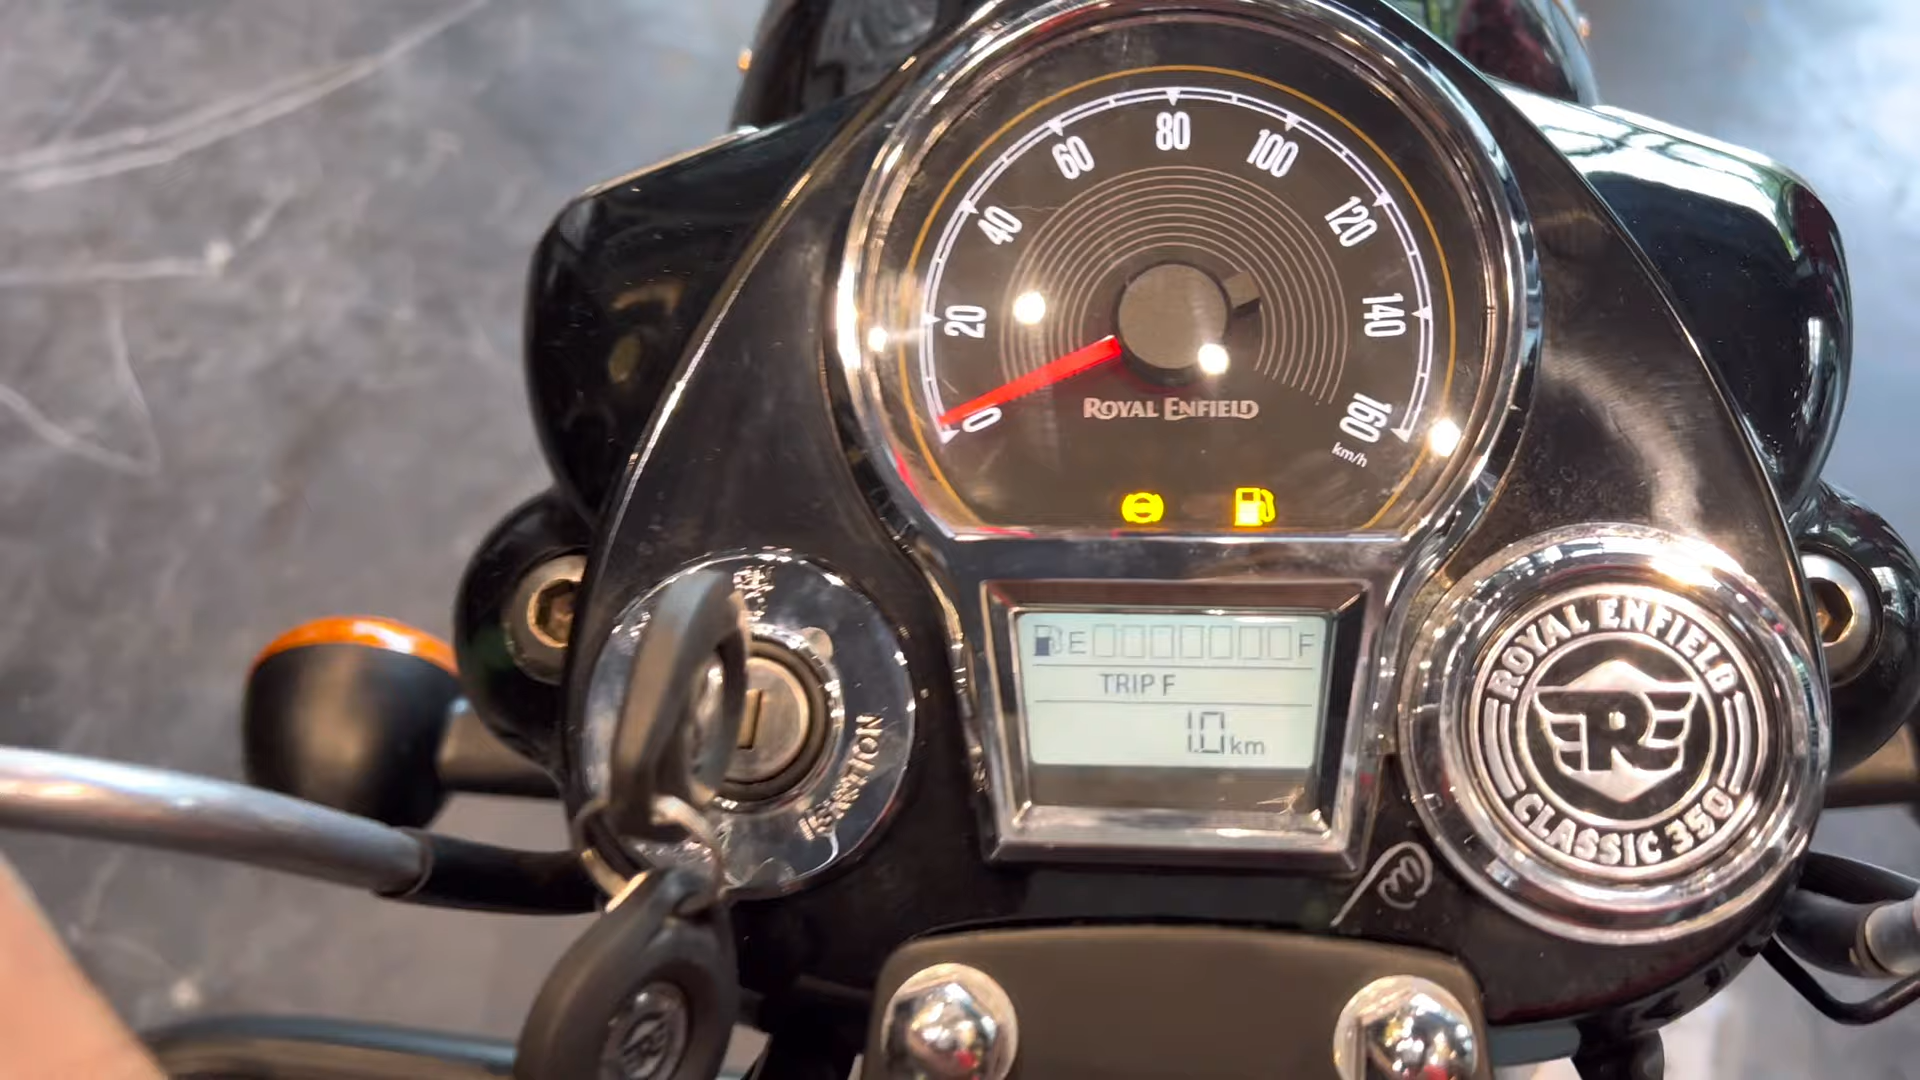 0
20
40
60
80
100
120
140
160
km/h
ROYAL ENFIELD
E F
TRIP F
1.0 km
IGNITION
ROYAL ENFIELD
R
CLASSIC 350